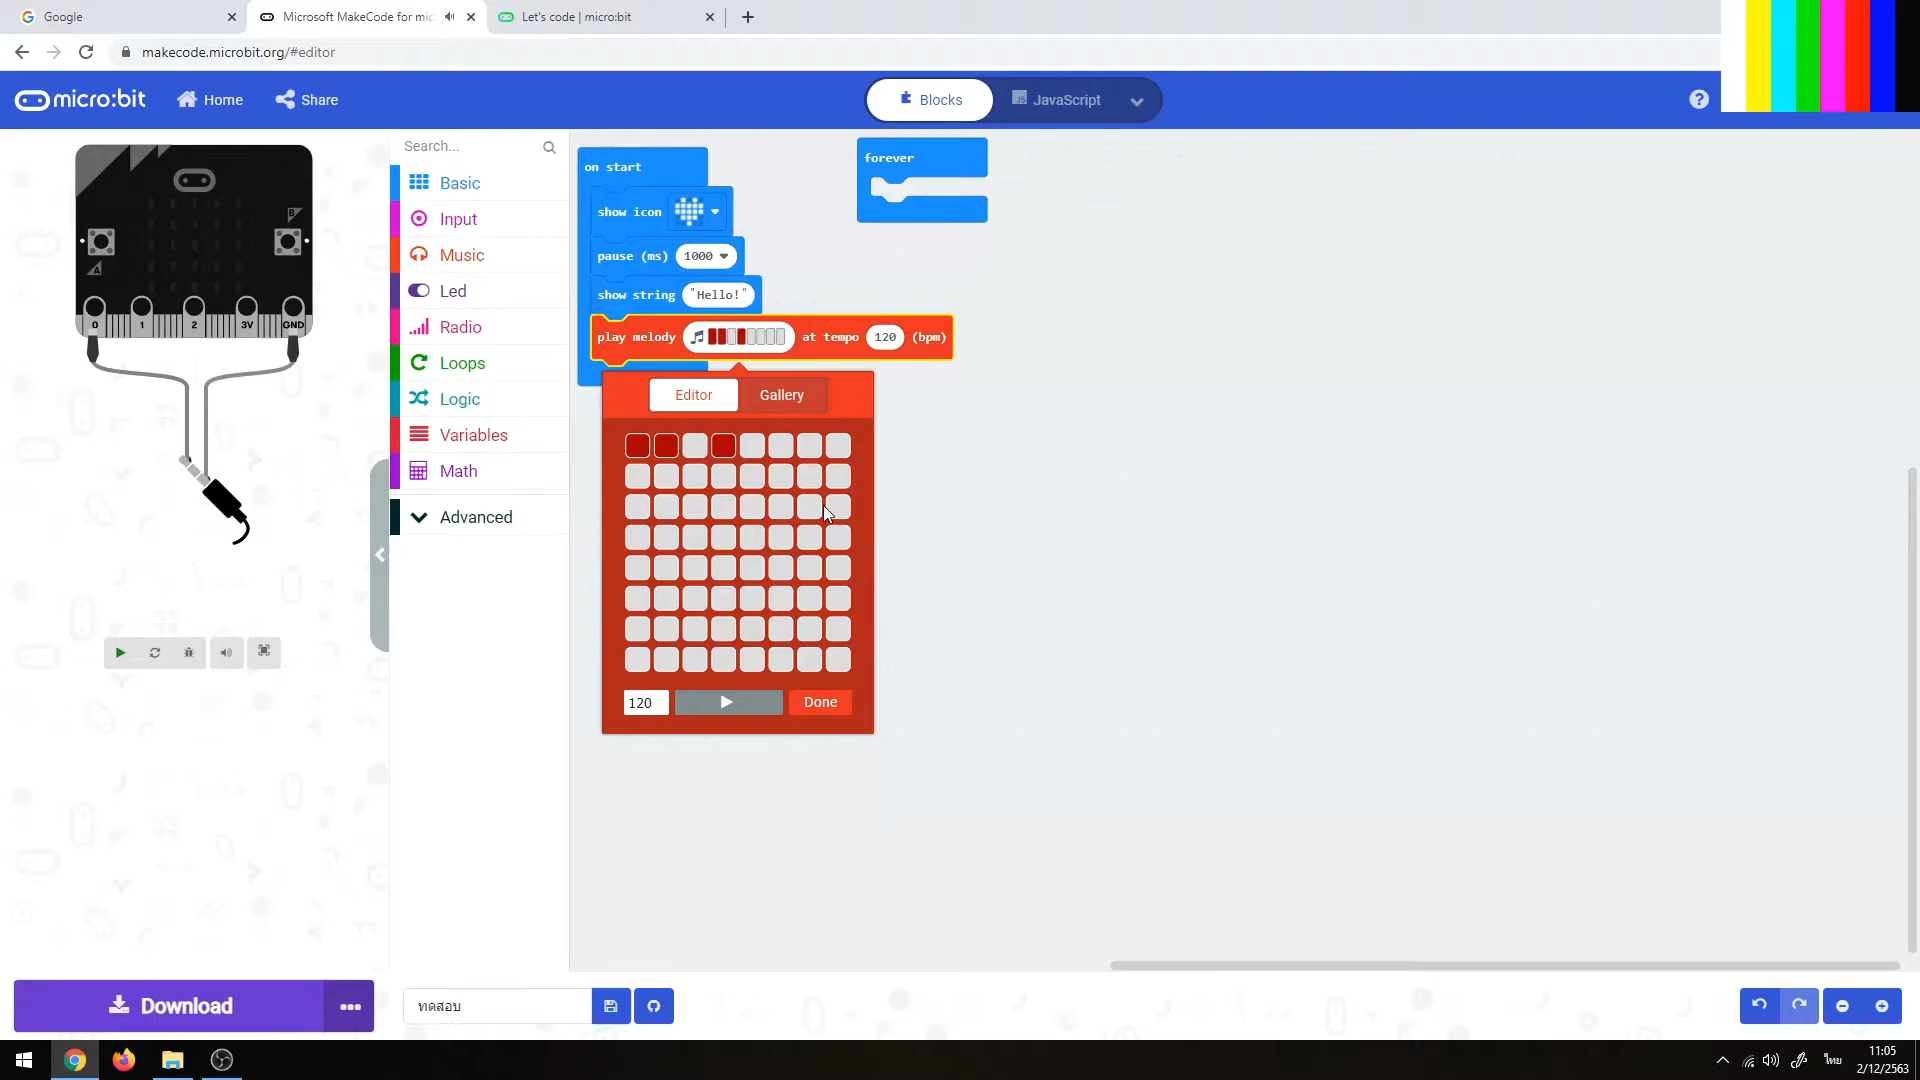 Google
Microsoft MakeCode for mic
Let's code | micro:bit
makecode.microbit.org/#editor
micro:bit
Home
Share
Blocks
JS
JavaScript
?
Search...
Basic
Input
Music
Led
Radio
Loops
Logic
Variables
Math
Advanced
B
A
0
1
2
3V
GND
on start
show icon
pause (ms) 1000
show string "Hello!"
play melody at tempo 120 (bpm)
forever
Editor
Gallery
120
Done
Download
ทดสอบ
ไทย
11:05
2/12/2563